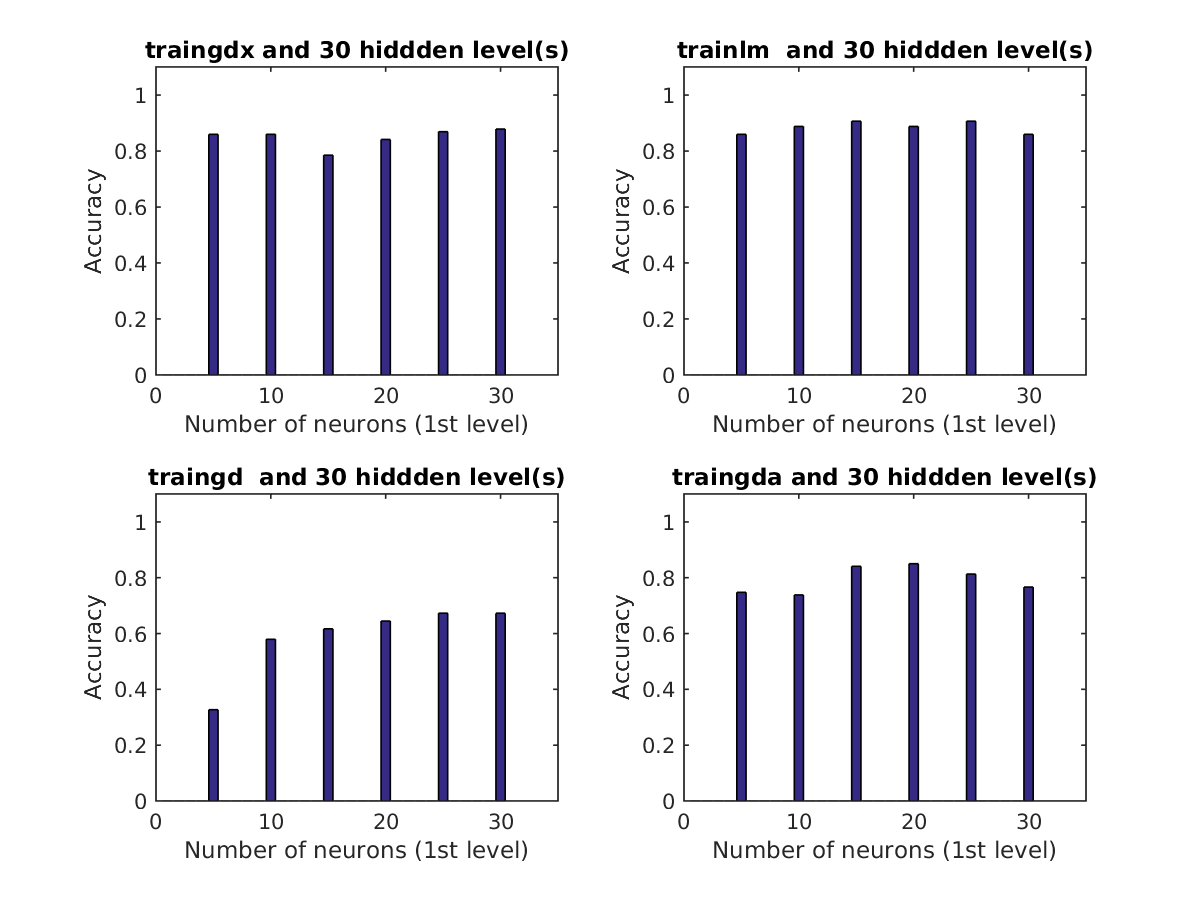 traingdx and 30 hiddden level(s)
1
0.8
0.6
0.4
0.2
0
Accuracy
0 10 20 30
Number of neurons (1st level)
trainlm  and 30 hiddden level(s)
1
0.8
0.6
0.4
0.2
0
Accuracy
0 10 20 30
Number of neurons (1st level)
traingd  and 30 hiddden level(s)
1
0.8
0.6
0.4
0.2
0
Accuracy
0 10 20 30
Number of neurons (1st level)
traingda and 30 hiddden level(s)
1
0.8
0.6
0.4
0.2
0
Accuracy
0 10 20 30
Number of neurons (1st level)